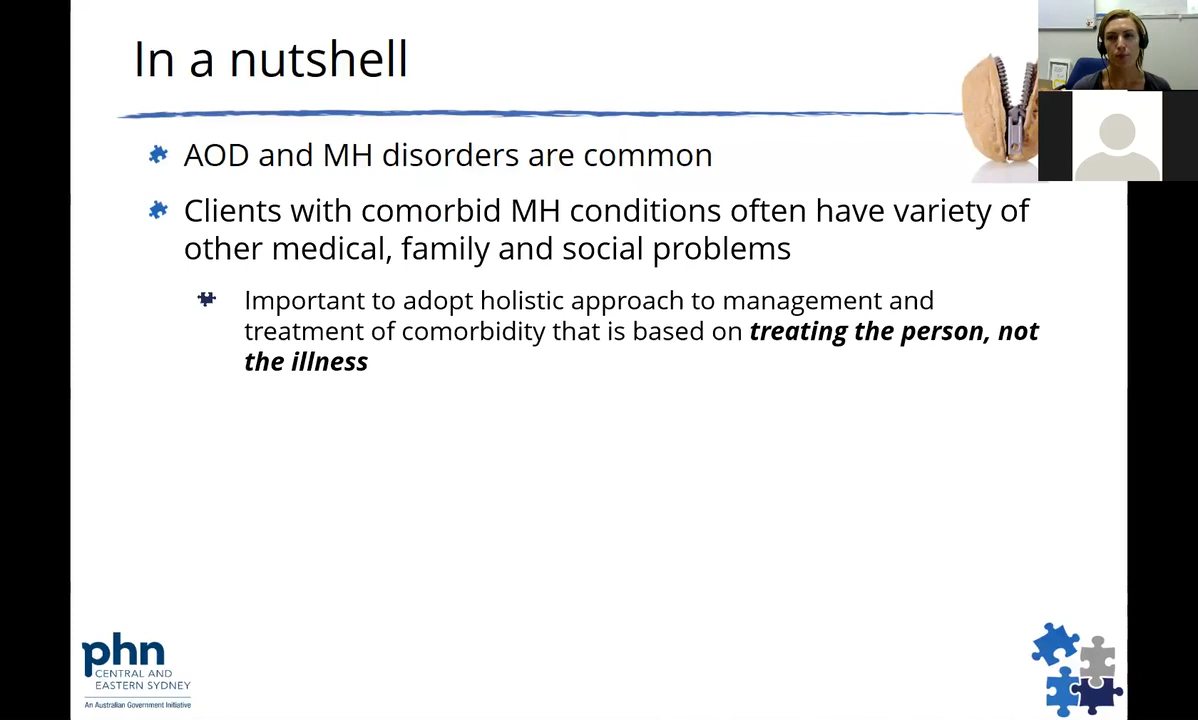 In a nutshell
AOD and MH disorders are common
Clients with comorbid MH conditions often have variety of
other medical, family and social problems
Important to adopt holistic approach to management and
treatment of comorbidity that is based on treating the person, not
the illness
phn
CENTRAL AND
EASTERN SYDNEY
An Australian Government Initiative